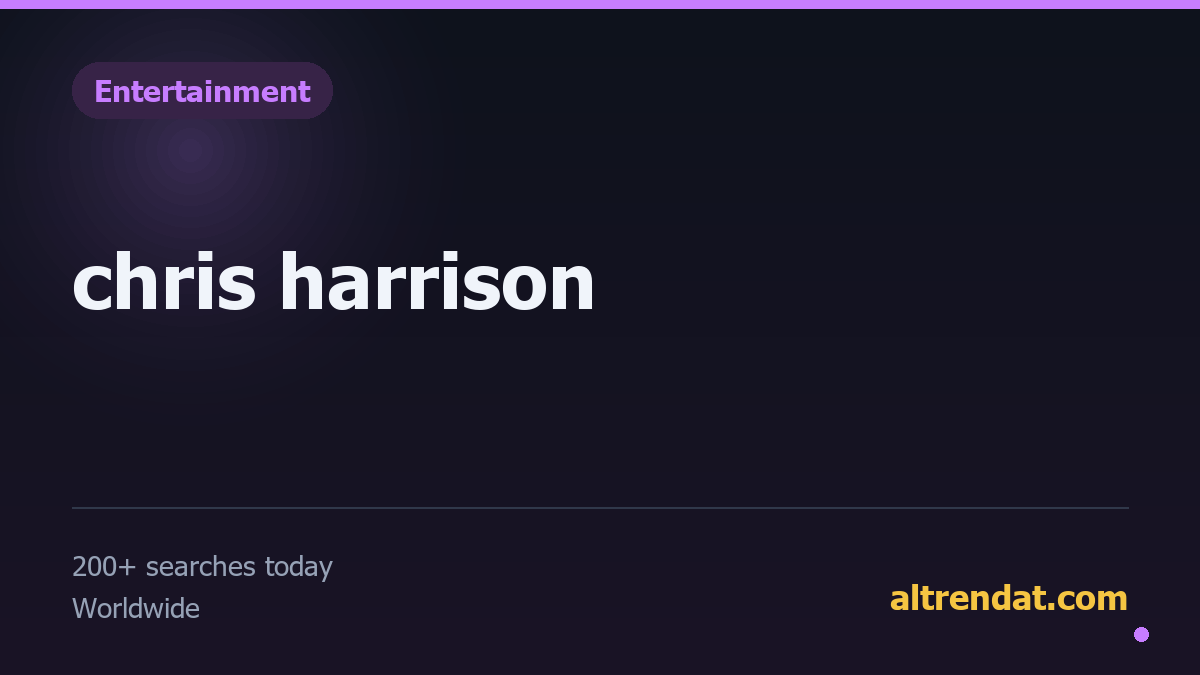 Entertainment
chris harrison
200+ searches today
Worldwide
altrendat.com